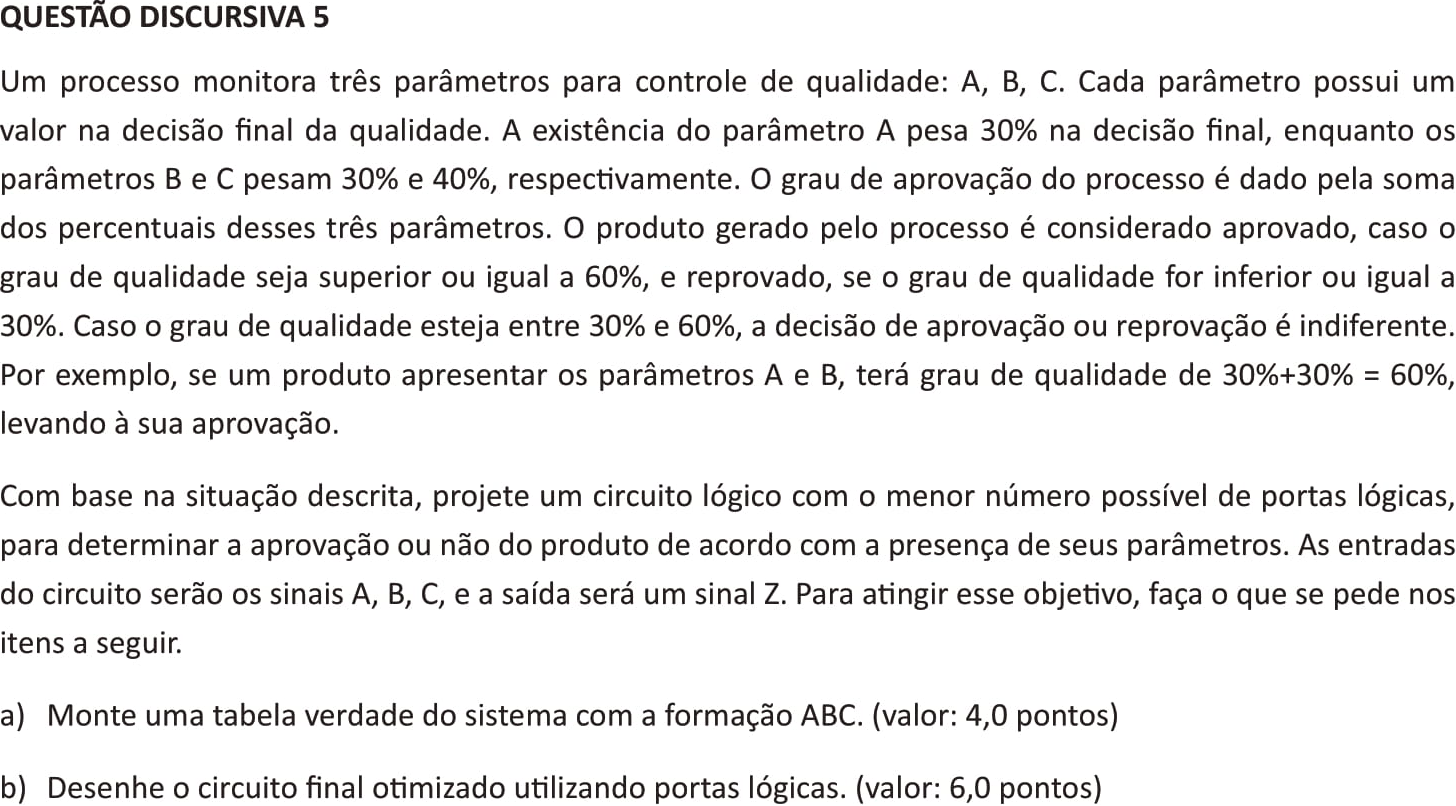 QUESTÃO DISCURSIVA 5
Um processo monitora três parâmetros para controle de qualidade: A, B, C. Cada parâmetro possui um
valor na decisão final da qualidade. A existência do parâmetro A pesa 30% na decisão final, enquanto os
parâmetros B e C pesam 30% e 40%, respectivamente. O grau de aprovação do processo é dado pela soma
dos percentuais desses três parâmetros. O produto gerado pelo processo é considerado aprovado, caso o
grau de qualidade seja superior ou igual a 60%, e reprovado, se o grau de qualidade for inferior ou igual a
30%. Caso o grau de qualidade esteja entre 30% e 60%, a decisão de aprovação ou reprovação é indiferente.
Por exemplo, se um produto apresentar os parâmetros A e B, terá grau de qualidade de 30%+30% = 60%,
levando à sua aprovação.
Com base na situação descrita, projete um circuito lógico com o menor número possível de portas lógicas,
para determinar a aprovação ou não do produto de acordo com a presença de seus parâmetros. As entradas
do circuito serão os sinais A, B, C, e a saída será um sinal Z. Para atingir esse objetivo, faça o que se pede nos
itens a seguir.
a) Monte uma tabela verdade do sistema com a formação ABC. (valor: 4,0 pontos)
b) Desenhe o circuito final otimizado utilizando portas lógicas. (valor: 6,0 pontos)